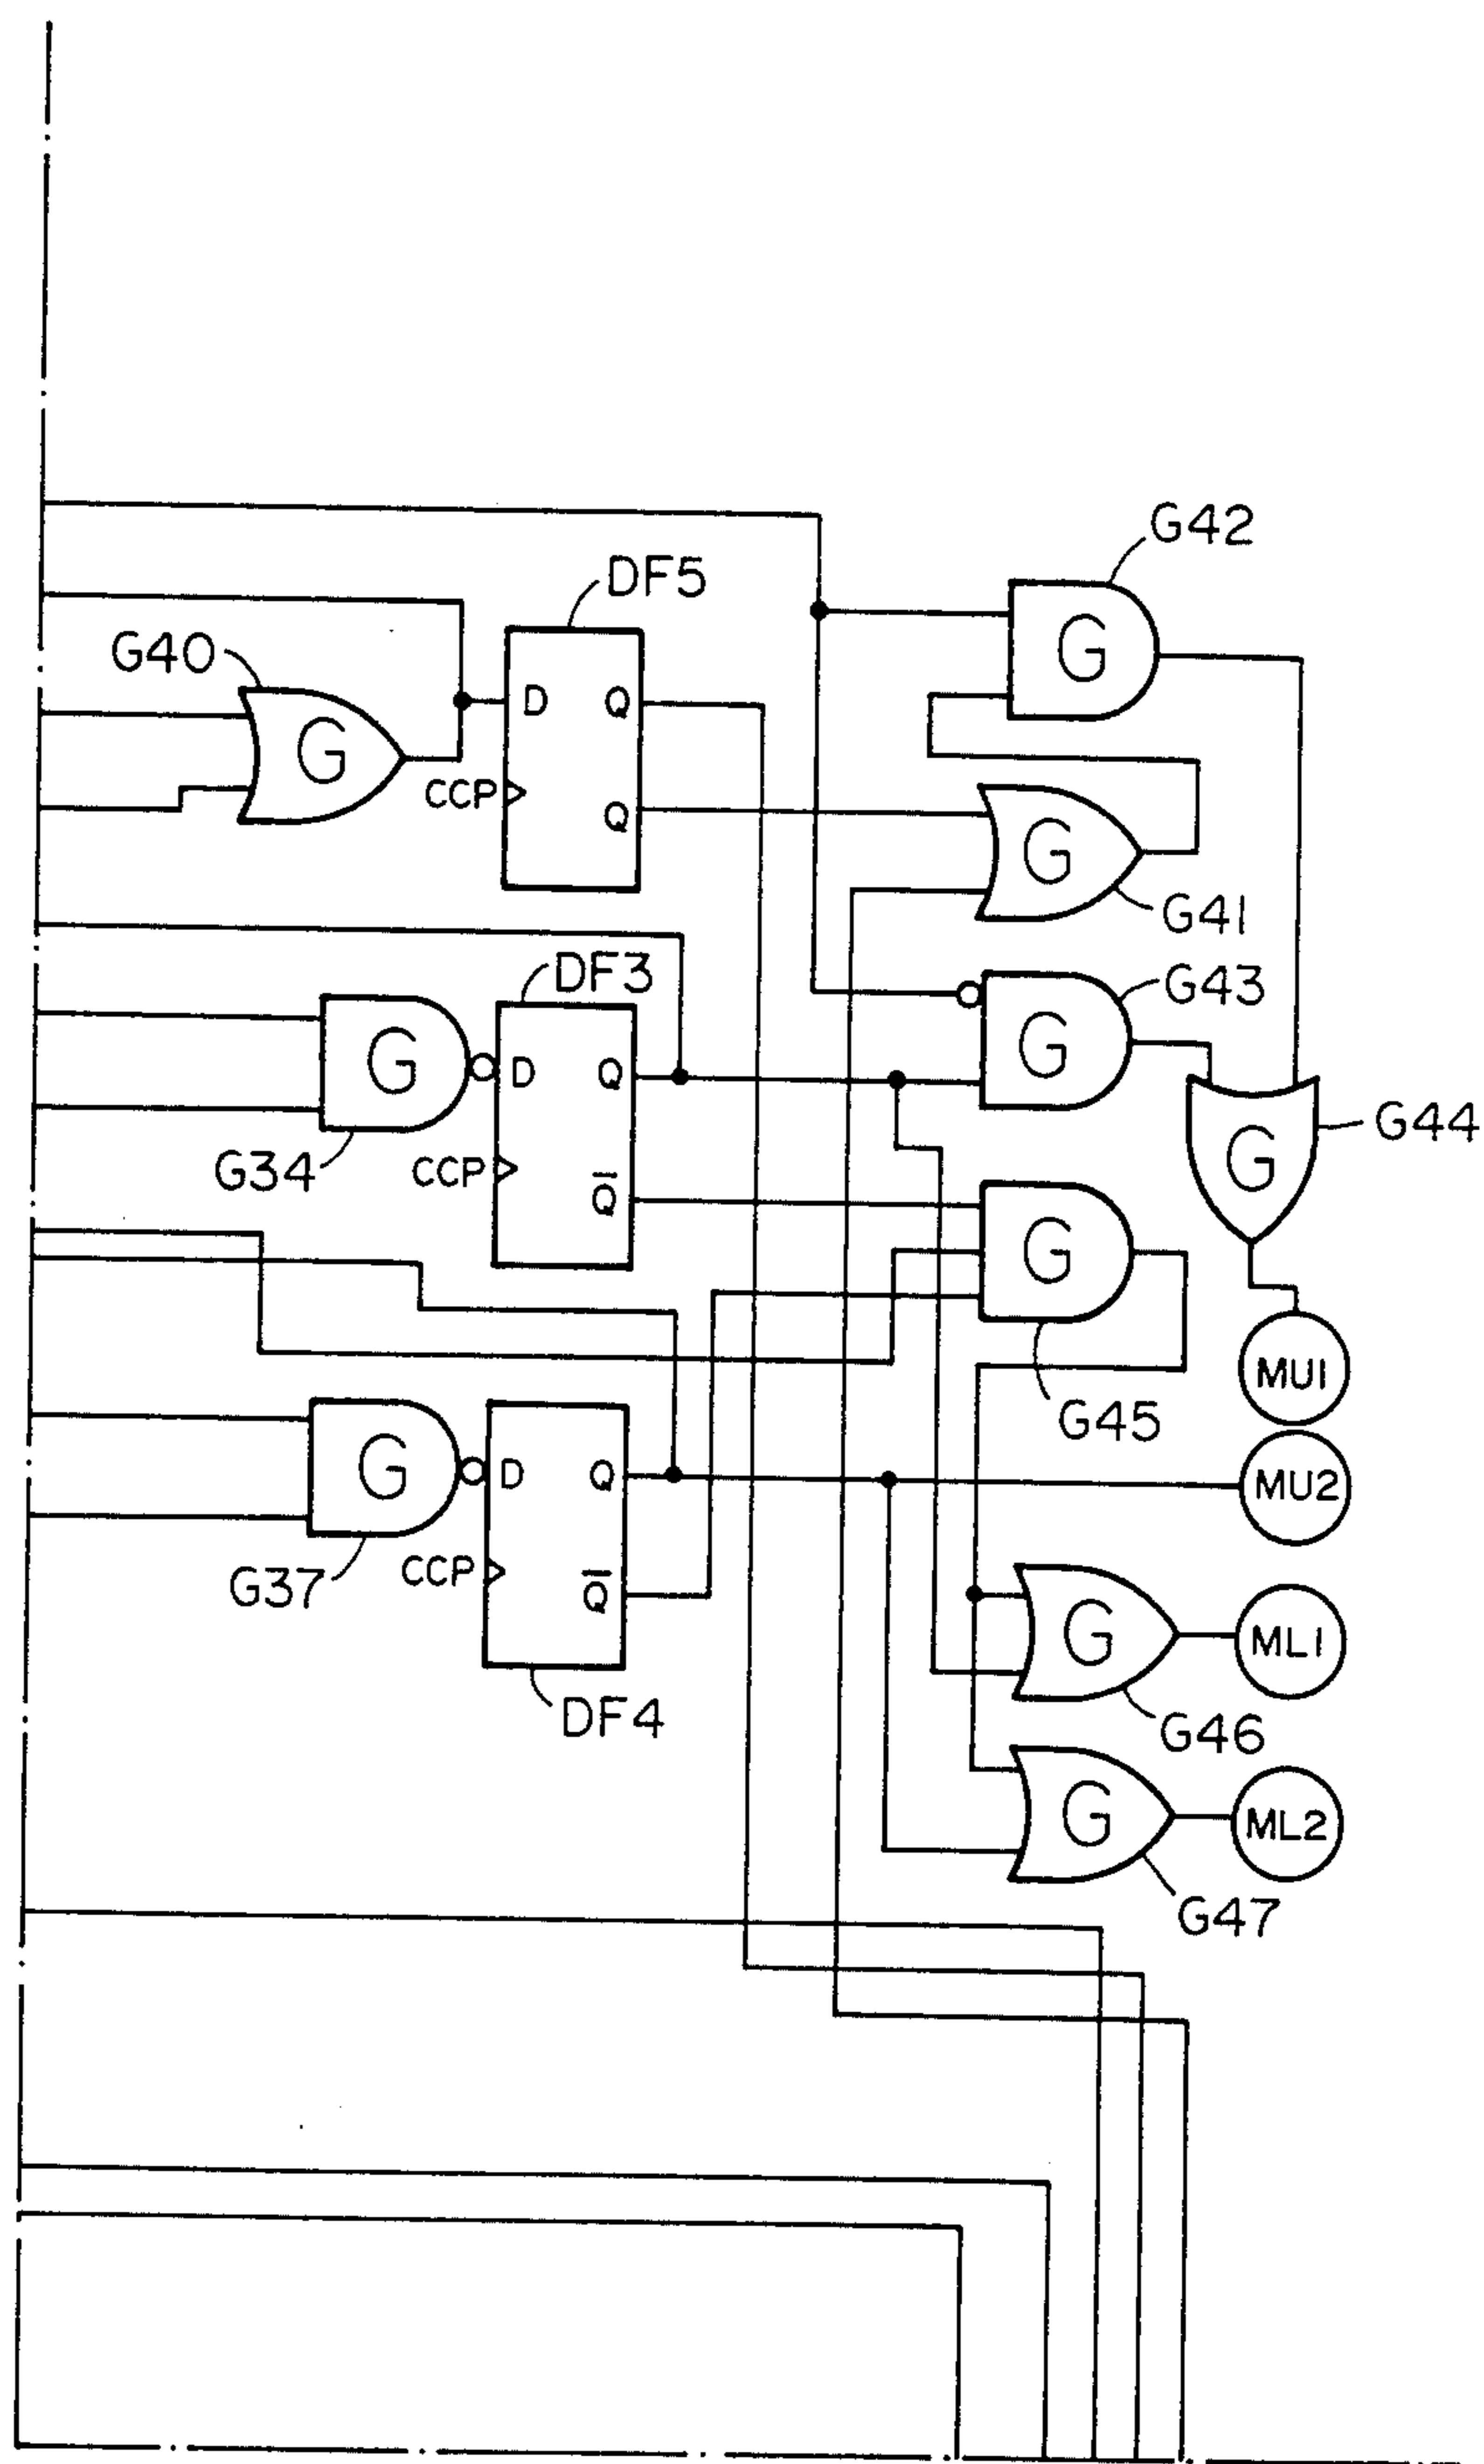 G42
G
DF5
G40
D Q
G
CCP
Q
G
G41
DF3
G43
G
D Q
G
G44
G
G34
CCP
Q̅
G
MU1
G45
G
D Q
MU2
G37
CCP
Q̅
G
ML1
DF4
G46
G
ML2
G47